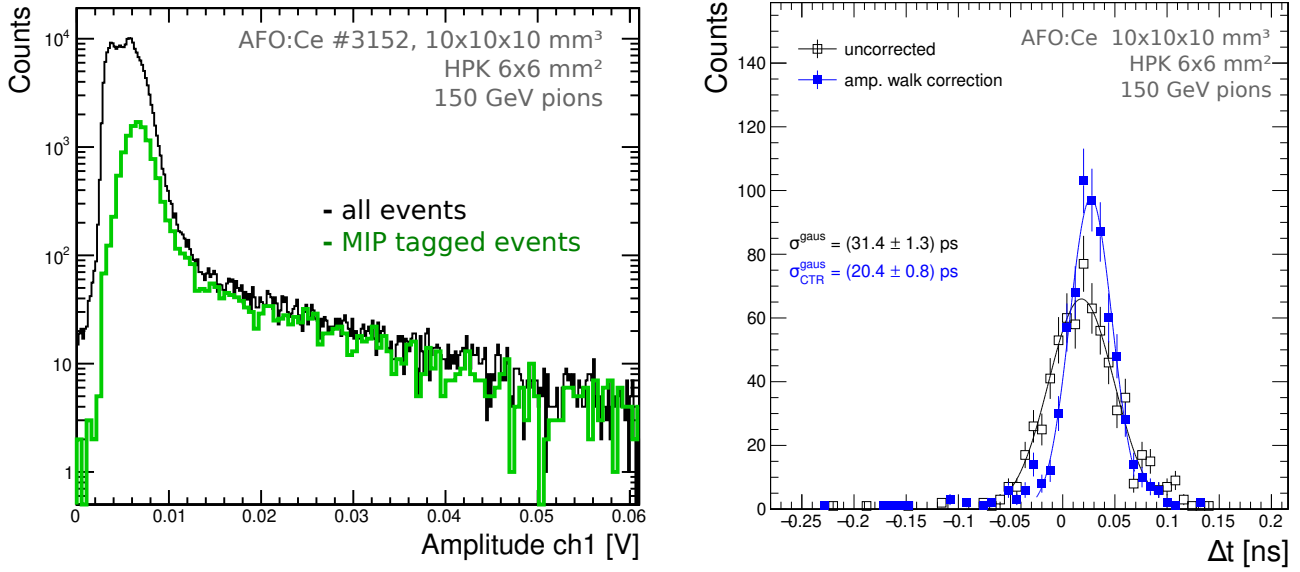 Counts
10⁴
10³
10²
10
1
AFO:Ce #3152, 10x10x10 mm³
HPK 6x6 mm²
150 GeV pions
- all events
- MIP tagged events
0 0.01 0.02 0.03 0.04 0.05 0.06
Amplitude ch1 [V]
Counts
140
120
100
80
60
40
20
0
uncorrected
amp. walk correction
AFO:Ce 10x10x10 mm³
HPK 6x6 mm²
150 GeV pions
σ^gaus = (31.4 ± 1.3) ps
σ^gaus_CTR = (20.4 ± 0.8) ps
−0.25 −0.2 −0.15 −0.1 −0.05 0 0.05 0.1 0.15 0.2
Δt [ns]